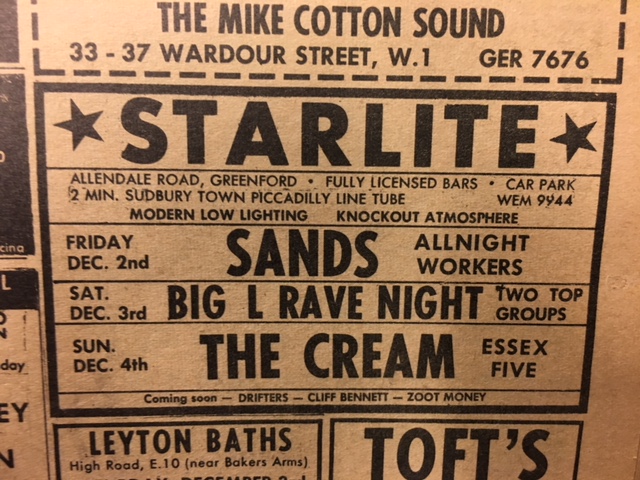 THE MIKE COTTON SOUND
33 - 37 WARDOUR STREET, W.1 GER 7676
★ STARLITE ★
ALLENDALE ROAD, GREENFORD • FULLY LICENSED BARS • CAR PARK
2 MIN. SUDBURY TOWN PICCADILLY LINE TUBE WEM 9944
MODERN LOW LIGHTING KNOCKOUT ATMOSPHERE
FRIDAY
DEC. 2nd
SANDS
ALLNIGHT
WORKERS
SAT.
DEC. 3rd
BIG L RAVE NIGHT
TWO TOP
GROUPS
SUN.
DEC. 4th
THE CREAM
ESSEX
FIVE
Coming soon — DRIFTERS — CLIFF BENNETT — ZOOT MONEY
LEYTON BATHS
High Road, E.10 (near Bakers Arms)
TOFT'S